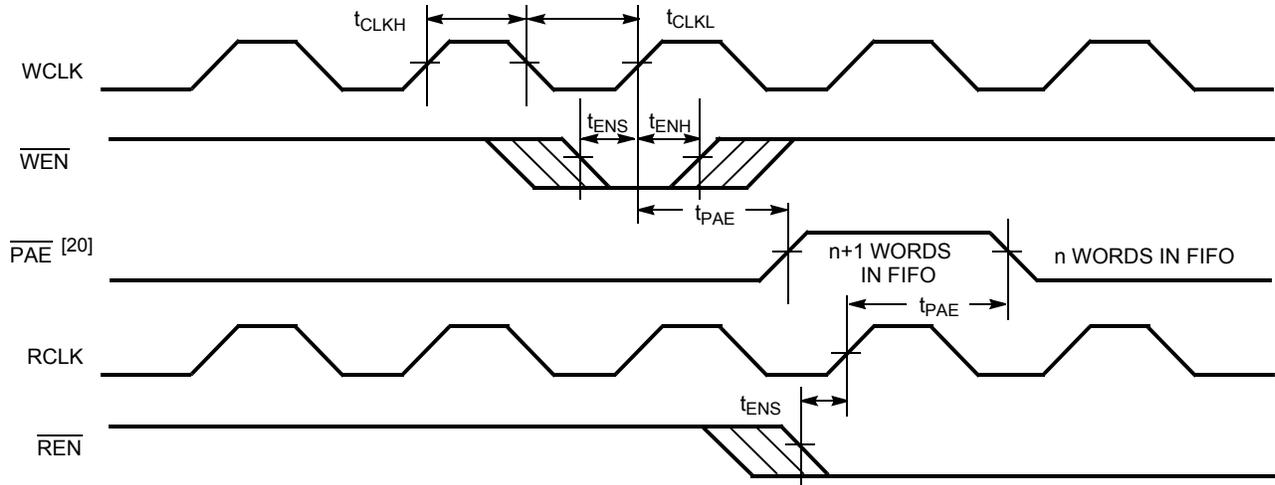 tCLKH
tCLKL
WCLK
tENS
tENH
WEN
tPAE
PAE [20]
n+1 WORDS
IN FIFO
n WORDS IN FIFO
tPAE
RCLK
tENS
REN